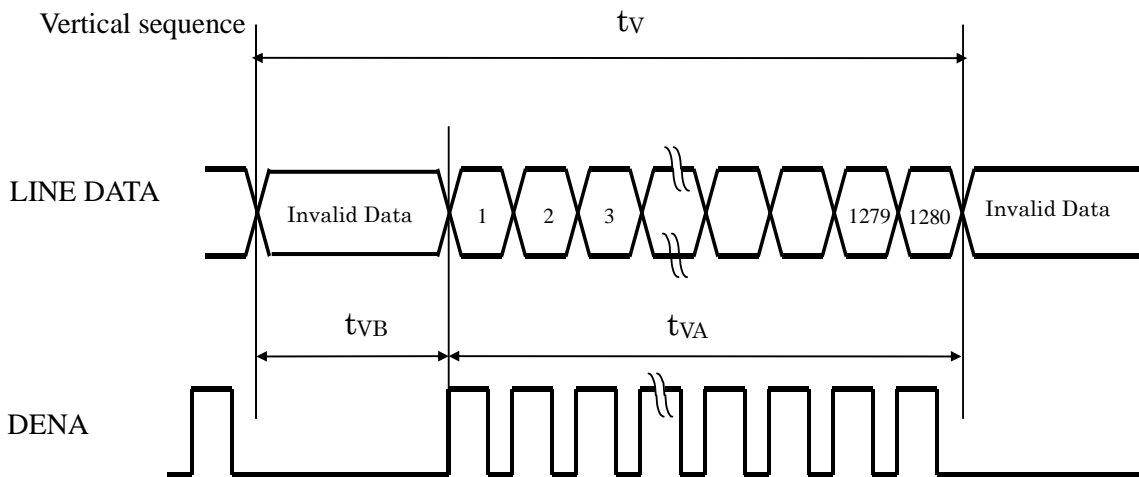 Vertical sequence
tV
LINE DATA
Invalid Data
1
2
3
1279
1280
Invalid Data
tVB
tVA
DENA